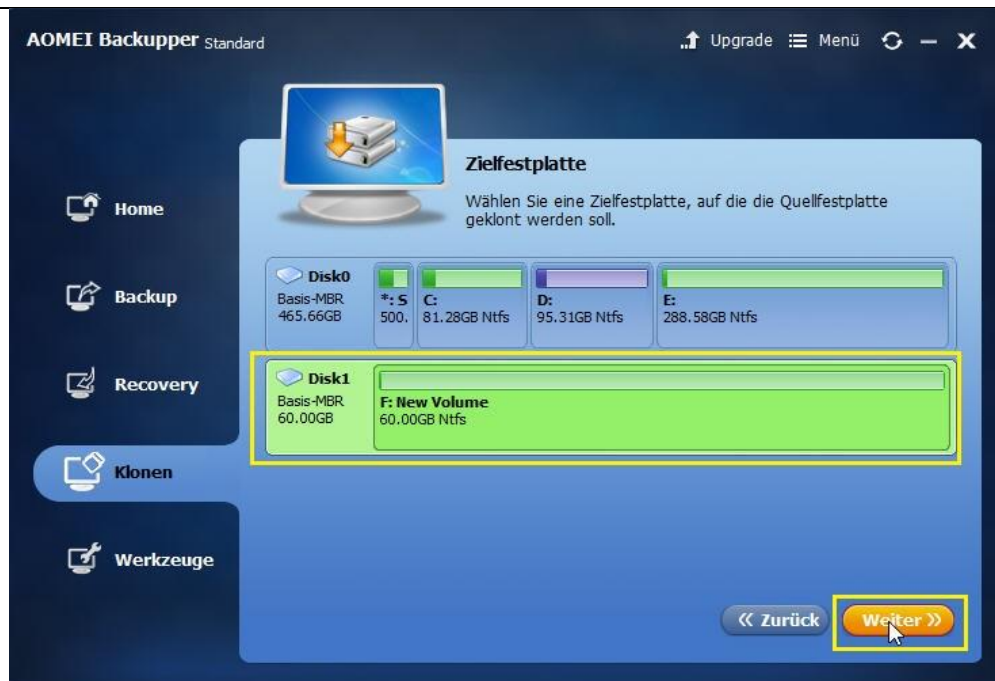 AOMEI Backupper Standard
Upgrade Menü
Zielfestplatte
Wählen Sie eine Zielfestplatte, auf die die Quellfestplatte
geklont werden soll.
Home
Backup
Recovery
Klonen
Werkzeuge
Disk0
Basis-MBR
465.66GB
*: S
500.
C:
81.28GB Ntfs
D:
95.31GB Ntfs
E:
288.58GB Ntfs
Disk1
Basis-MBR
60.00GB
F: New Volume
60.00GB Ntfs
Zurück
Weiter